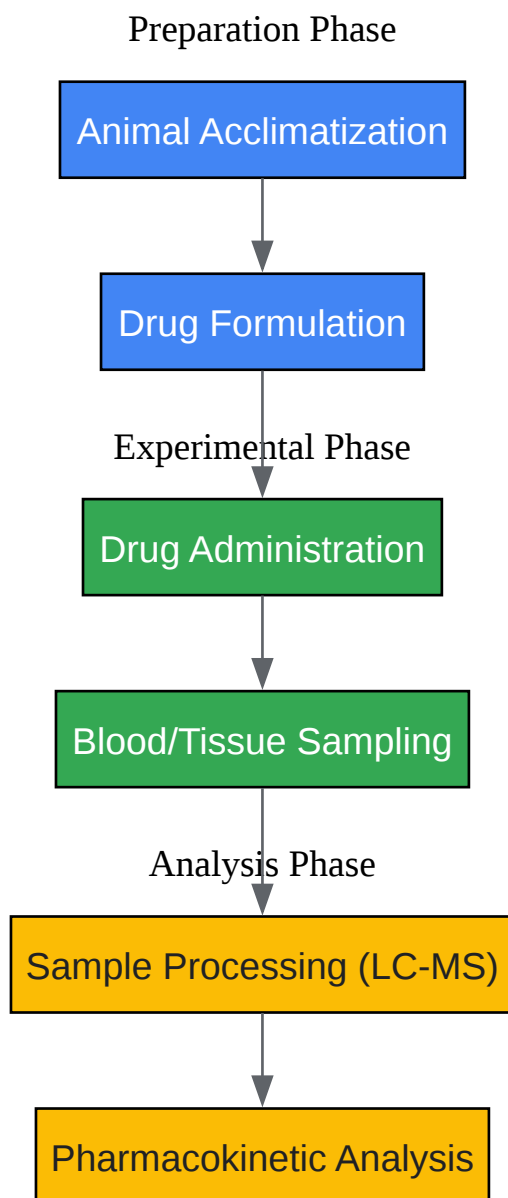 Preparation Phase
Animal Acclimatization
Drug Formulation
Experimental Phase
Drug Administration
Blood/Tissue Sampling
Analysis Phase
Sample Processing (LC-MS)
Pharmacokinetic Analysis